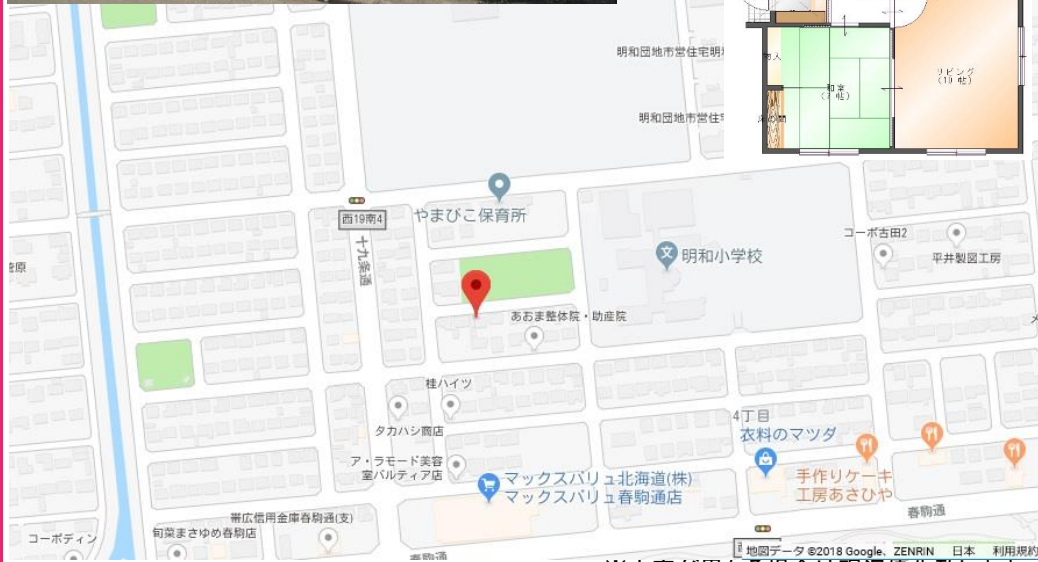 明和団地市営住宅明
明和団地市営住宅
リビング
(10 帖)
和室
やまびこ保育所
西19南4
十九条通
明和小学校
コーポ古田2
平井製図工房
あおま整体院・助産院
桂ハイツ
タカハシ商店
4丁目
衣料のマツダ
ア・ラモード美容
室バルティア店
マックスバリュ北海道(株)
マックスバリュ春駒通店
手作りケーキ
工房あさひや
春駒通
帯広信用金庫春駒通(支)
旬菜まさゆめ春駒店
コーポディン
春駒通
地図データ ©2018 Google、ZENRIN 日本 利用規約